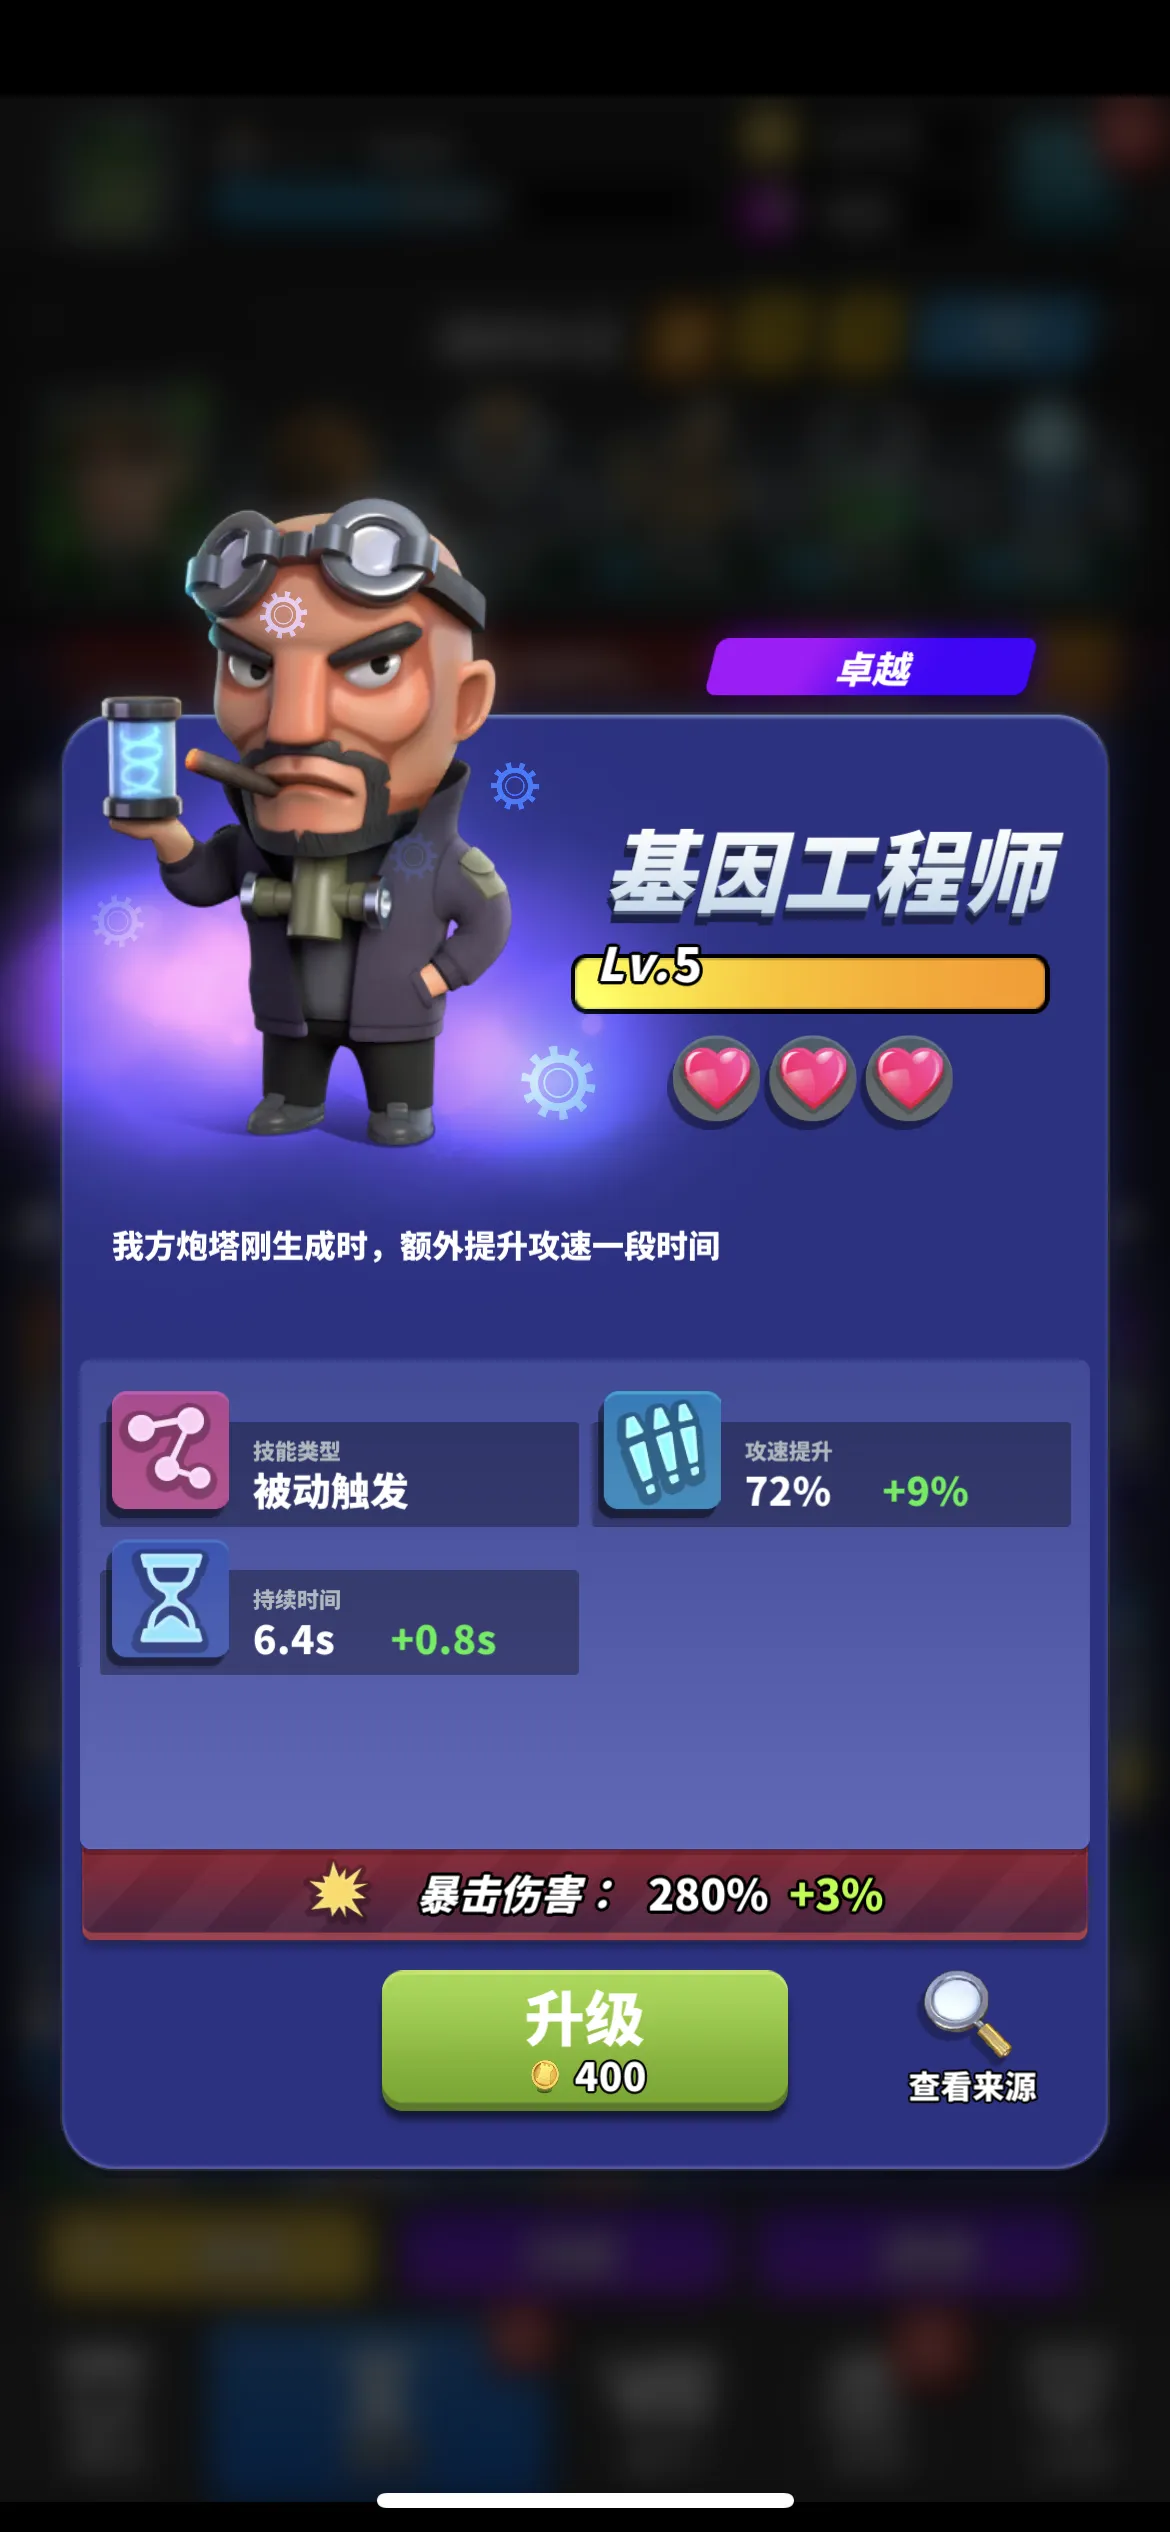 卓越
基因工程师
Lv.5
我方炮塔刚生成时，额外提升攻速一段时间
技能类型
被动触发
攻速提升
72% +9%
持续时间
6.4s +0.8s
暴击伤害： 280% +3%
升级
400
查看来源